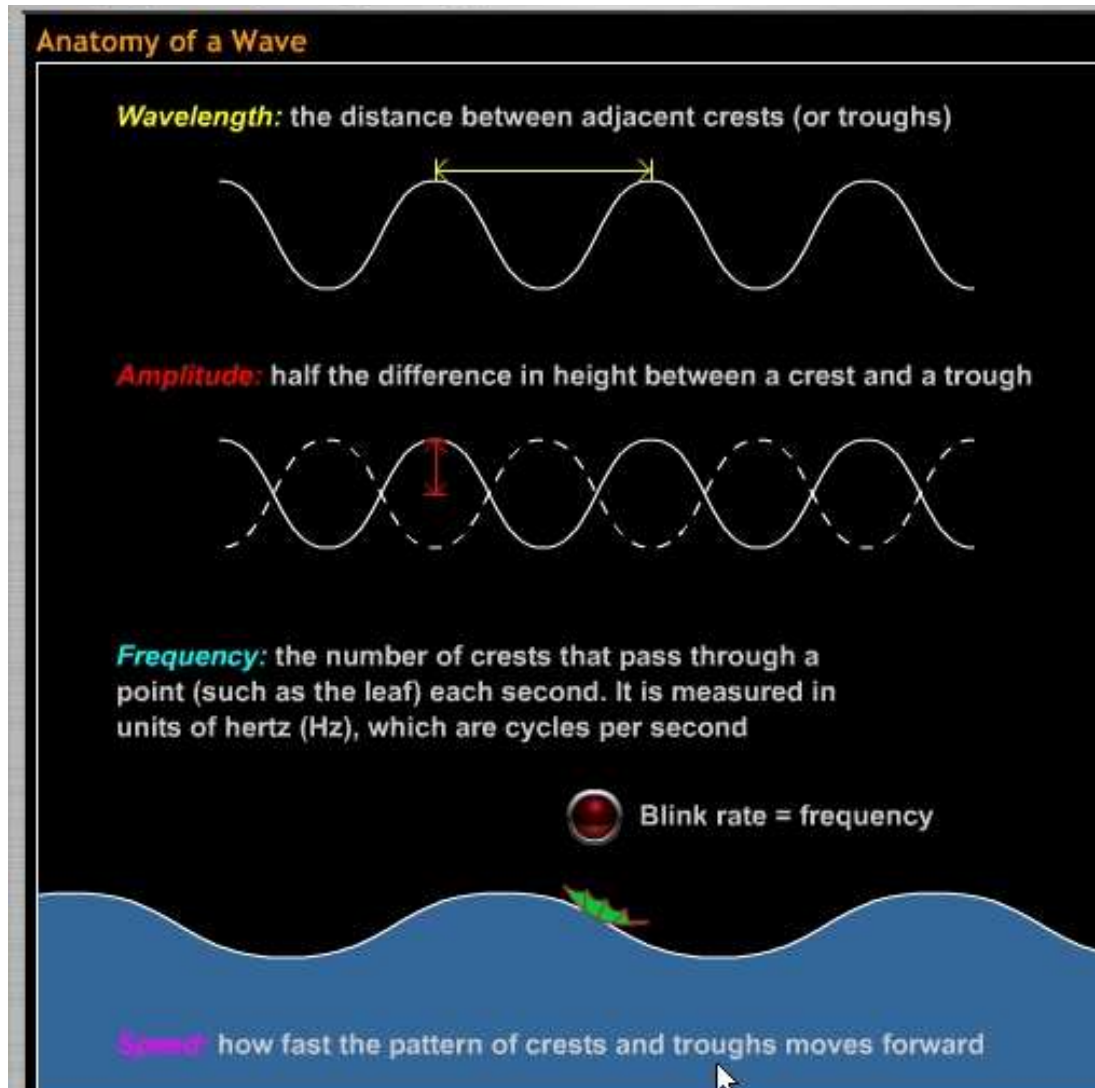 Anatomy of a Wave
Wavelength: the distance between adjacent crests (or troughs)
Amplitude: half the difference in height between a crest and a trough
Frequency: the number of crests that pass through a
point (such as the leaf) each second. It is measured in
units of hertz (Hz), which are cycles per second
Blink rate = frequency
Speed: how fast the pattern of crests and troughs moves forward